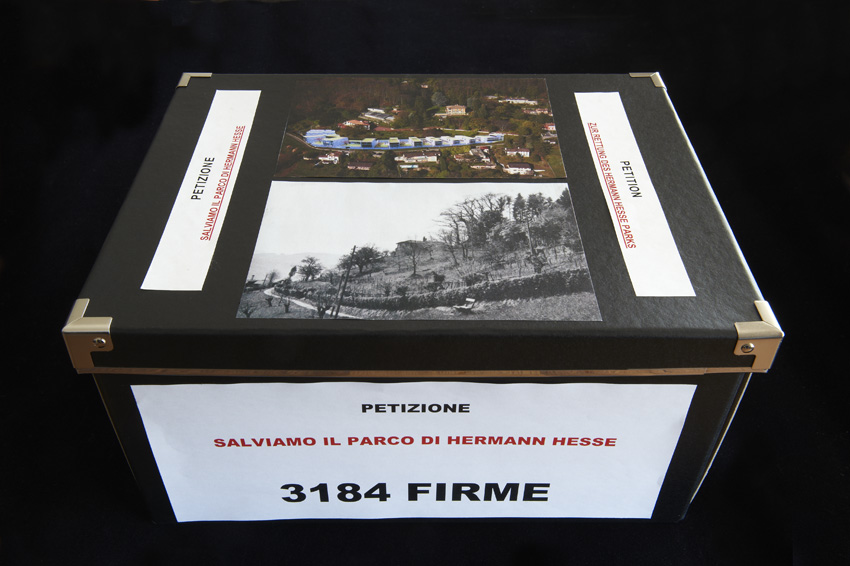 PETIZIONE
SALVIAMO IL PARCO DI HERMANN HESSE
PETITION
ZUR RETTUNG DES HERMANN HESSE PARKS
PETIZIONE
SALVIAMO IL PARCO DI HERMANN HESSE
3184 FIRME